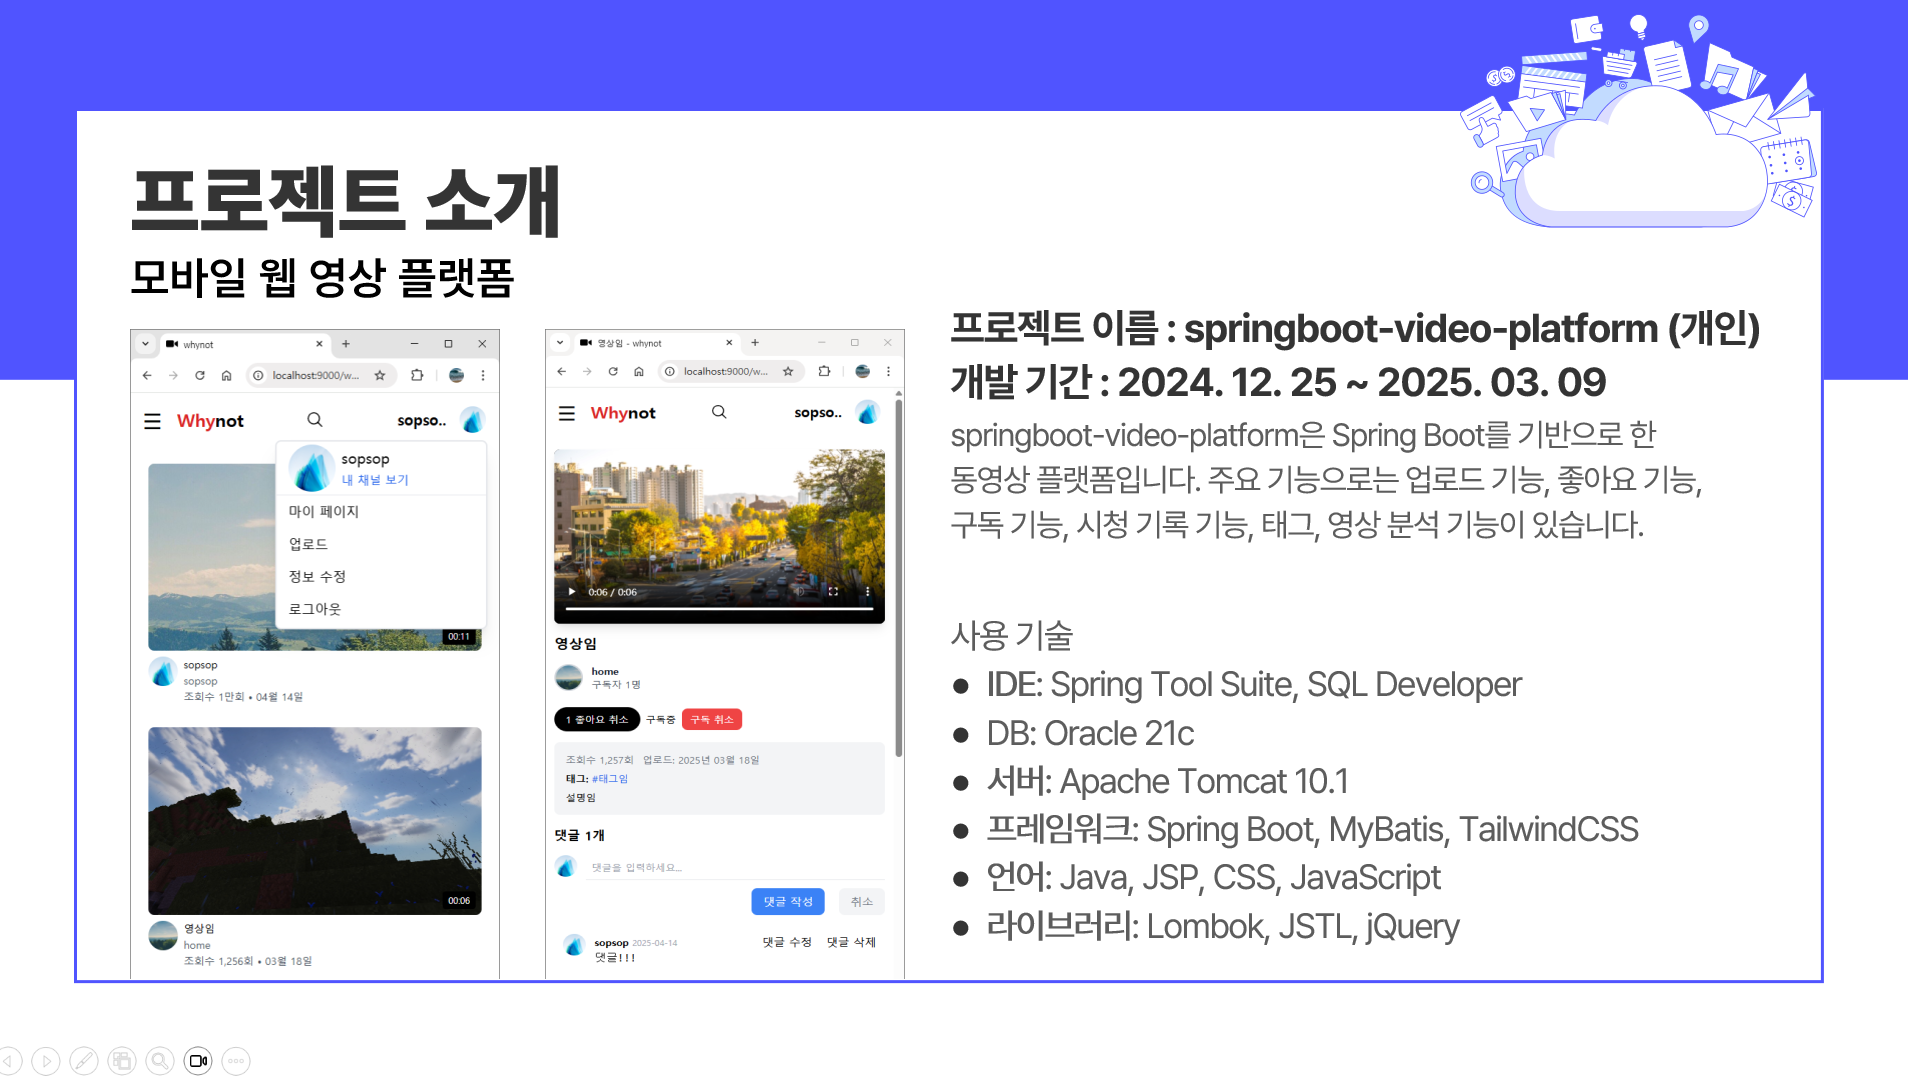 프로젝트 소개
모바일 웹 영상 플랫폼
whynot
localhost:9000/w...
Whynot
sopso..
sopsop
내 채널 보기
마이 페이지
업로드
정보 수정
로그아웃
00:11
sopsop
sopsop
조회수 1만회 • 04월 14일
00:06
영상임
home
조회수 1,256회 • 03월 18일
영상임 - whynot
localhost:9000/w...
Whynot
sopso..
0:06 / 0:06
영상임
home
구독자 1명
1 좋아요 취소 구독중 구독 취소
조회수 1,257회 업로드: 2025년 03월 18일
태그: #태그임
설명임
댓글 1개
댓글을 입력하세요...
댓글 작성 취소
sopsop 2025-04-14 댓글 수정 댓글 삭제
댓글!!!
프로젝트 이름 : springboot-video-platform (개인)
개발 기간 : 2024. 12. 25 ~ 2025. 03. 09
springboot-video-platform은 Spring Boot를 기반으로 한
동영상 플랫폼입니다. 주요 기능으로는 업로드 기능, 좋아요 기능,
구독 기능, 시청 기록 기능, 태그, 영상 분석 기능이 있습니다.
사용 기술
● IDE: Spring Tool Suite, SQL Developer
● DB: Oracle 21c
● 서버: Apache Tomcat 10.1
● 프레임워크: Spring Boot, MyBatis, TailwindCSS
● 언어: Java, JSP, CSS, JavaScript
● 라이브러리: Lombok, JSTL, jQuery